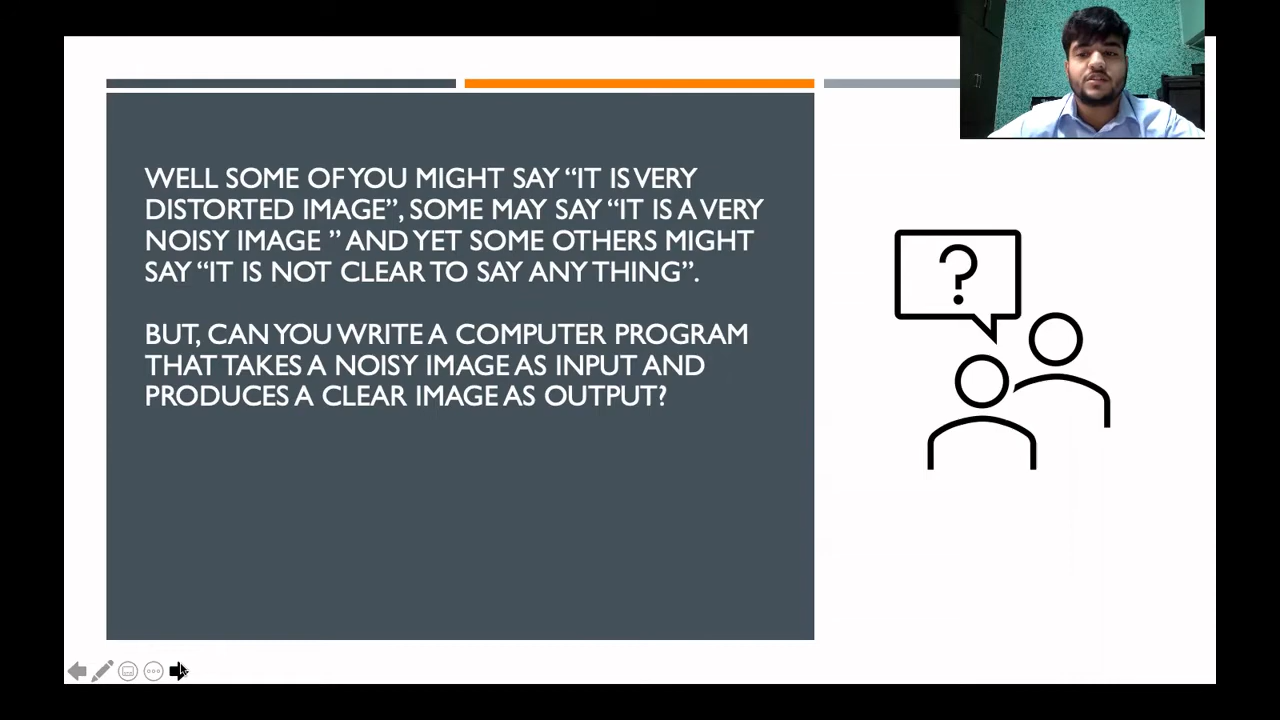 WELL SOME OF YOU MIGHT SAY “IT IS VERY
DISTORTED IMAGE”, SOME MAY SAY “IT IS A VERY
NOISY IMAGE ” AND YET SOME OTHERS MIGHT
SAY “IT IS NOT CLEAR TO SAY ANY THING”.
BUT, CAN YOU WRITE A COMPUTER PROGRAM
THAT TAKES A NOISY IMAGE AS INPUT AND
PRODUCES A CLEAR IMAGE AS OUTPUT?
?